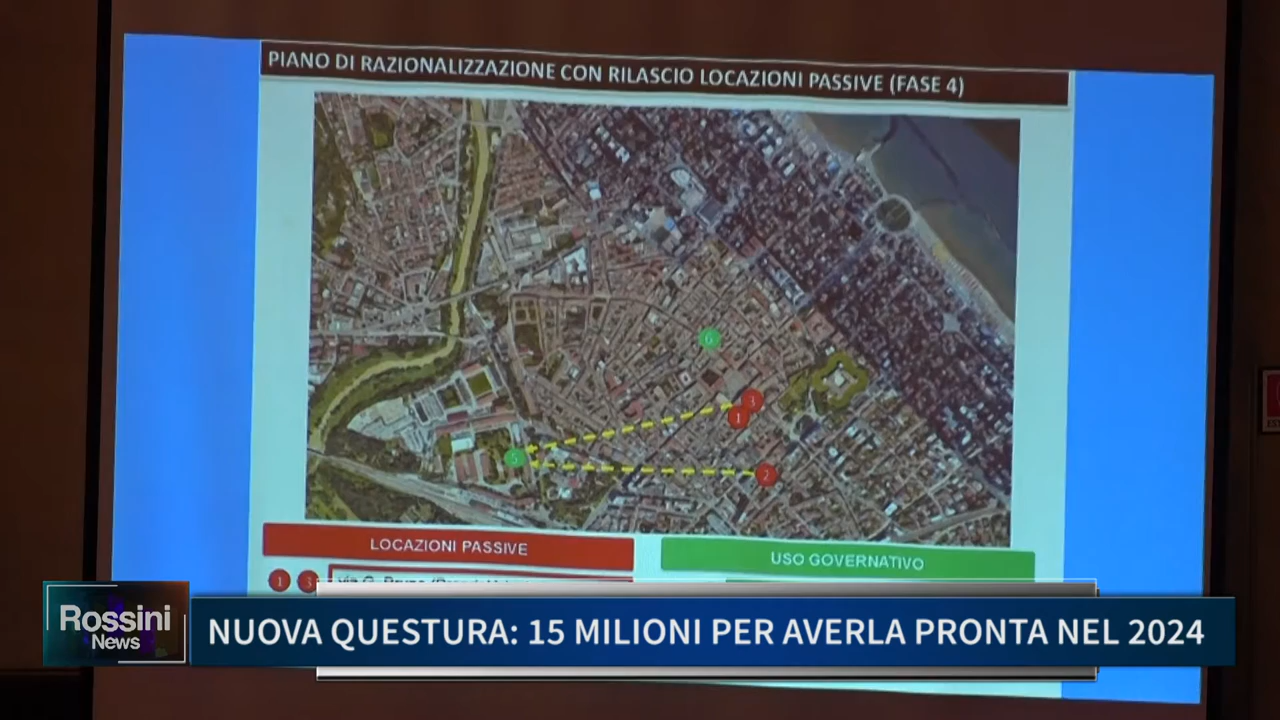 PIANO DI RAZIONALIZZAZIONE CON RILASCIO LOCAZIONI PASSIVE (FASE 4)
6
3
1
5
2
LOCAZIONI PASSIVE
USO GOVERNATIVO
1 3 via G.
Rossini
News
NUOVA QUESTURA: 15 MILIONI PER AVERLA PRONTA NEL 2024